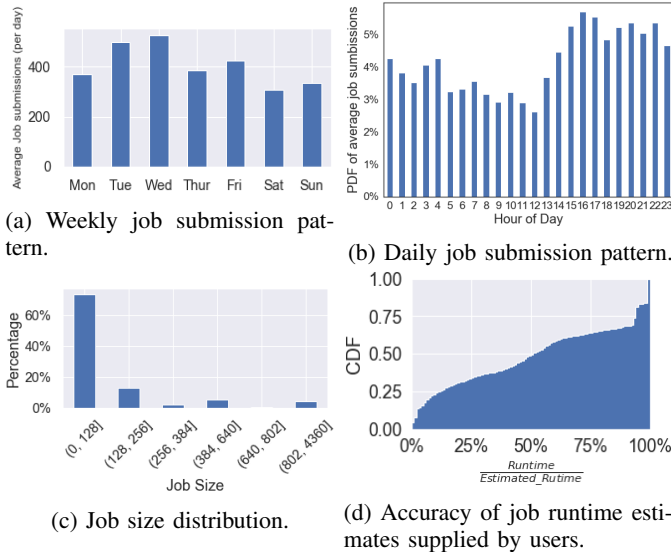 Average Job submissions (per day)
400
200
0
Mon Tue Wed Thur Fri Sat Sun
(a) Weekly job submission pat-
tern.
PDF of average job sumbissions
5%
4%
3%
2%
1%
0%
0 1 2 3 4 5 6 7 8 9 10 11 12 13 14 15 16 17 18 19 20 21 22 23
Hour of Day
(b) Daily job submission pattern.
Percentage
60%
40%
20%
0%
(0, 128] (128, 256] (256, 384] (384, 640] (640, 802] (802, 4360]
Job Size
(c) Job size distribution.
CDF
1.00
0.75
0.50
0.25
0.00
0% 25% 50% 75% 100%
Runtime
Estimated_Rutime
(d) Accuracy of job runtime esti-
mates supplied by users.